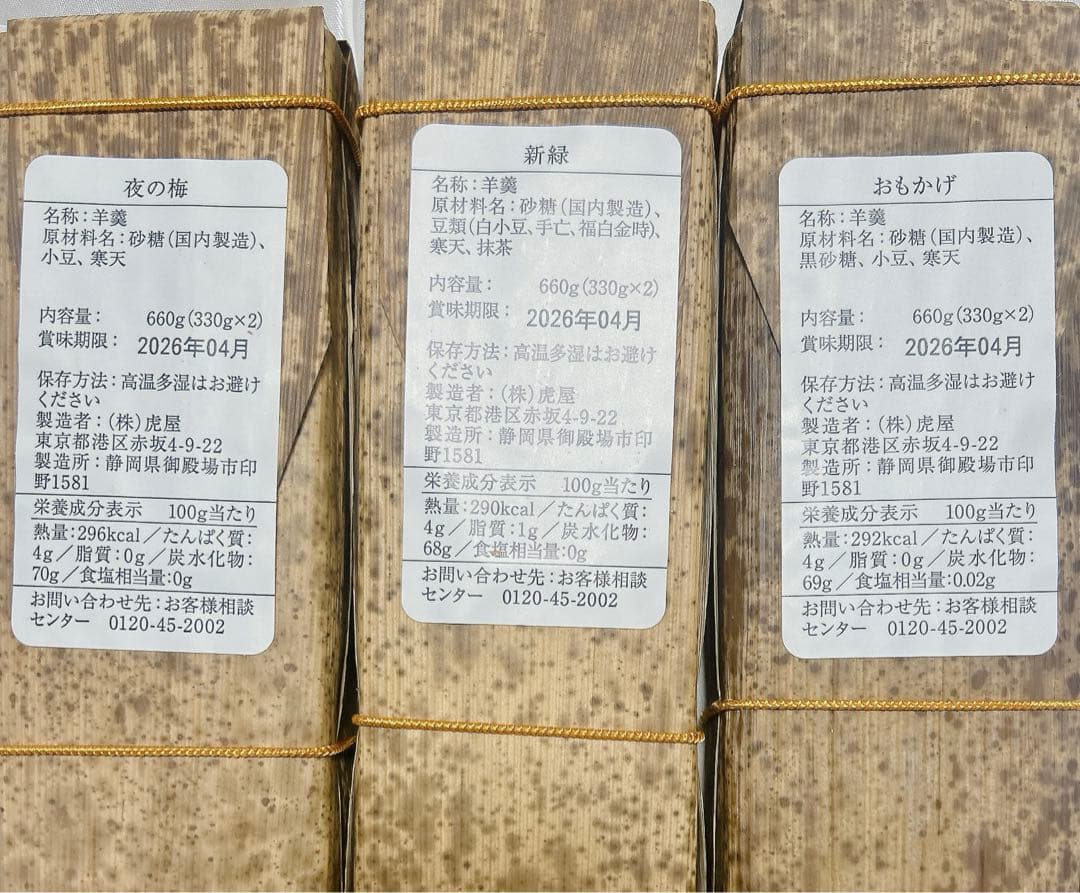 夜の梅
名称：羊羹
原材料名：砂糖（国内製造）、
小豆、寒天
内容量： 660g（330g×2）
賞味期限： 2026年04月
保存方法：高温多湿はお避け
ください
製造者：（株）虎屋
東京都港区赤坂4-9-22
製造所：静岡県御殿場市印
野1581
栄養成分表示 100g当たり
熱量：296kcal／たんぱく質：
4g／脂質：0g／炭水化物：
70g／食塩相当量：0g
お問い合わせ先：お客様相談
センター 0120-45-2002
新緑
名称：羊羹
原材料名：砂糖（国内製造）、
豆類（白小豆、手亡、福白金時）、
寒天、抹茶
内容量： 660g（330g×2）
賞味期限： 2026年04月
保存方法：高温多湿はお避け
ください
製造者：（株）虎屋
東京都港区赤坂4-9-22
製造所：静岡県御殿場市印
野1581
栄養成分表示 100g当たり
熱量：290kcal／たんぱく質：
4g／脂質：1g／炭水化物：
68g／食塩相当量：0g
お問い合わせ先：お客様相談
センター 0120-45-2002
おもかげ
名称：羊羹
原材料名：砂糖（国内製造）、
黒砂糖、小豆、寒天
内容量： 660g（330g×2）
賞味期限： 2026年04月
保存方法：高温多湿はお避け
ください
製造者：（株）虎屋
東京都港区赤坂4-9-22
製造所：静岡県御殿場市印
野1581
栄養成分表示 100g当たり
熱量：292kcal／たんぱく質：
4g／脂質：0g／炭水化物：
69g／食塩相当量：0.02g
お問い合わせ先：お客様相談
センター 0120-45-2002